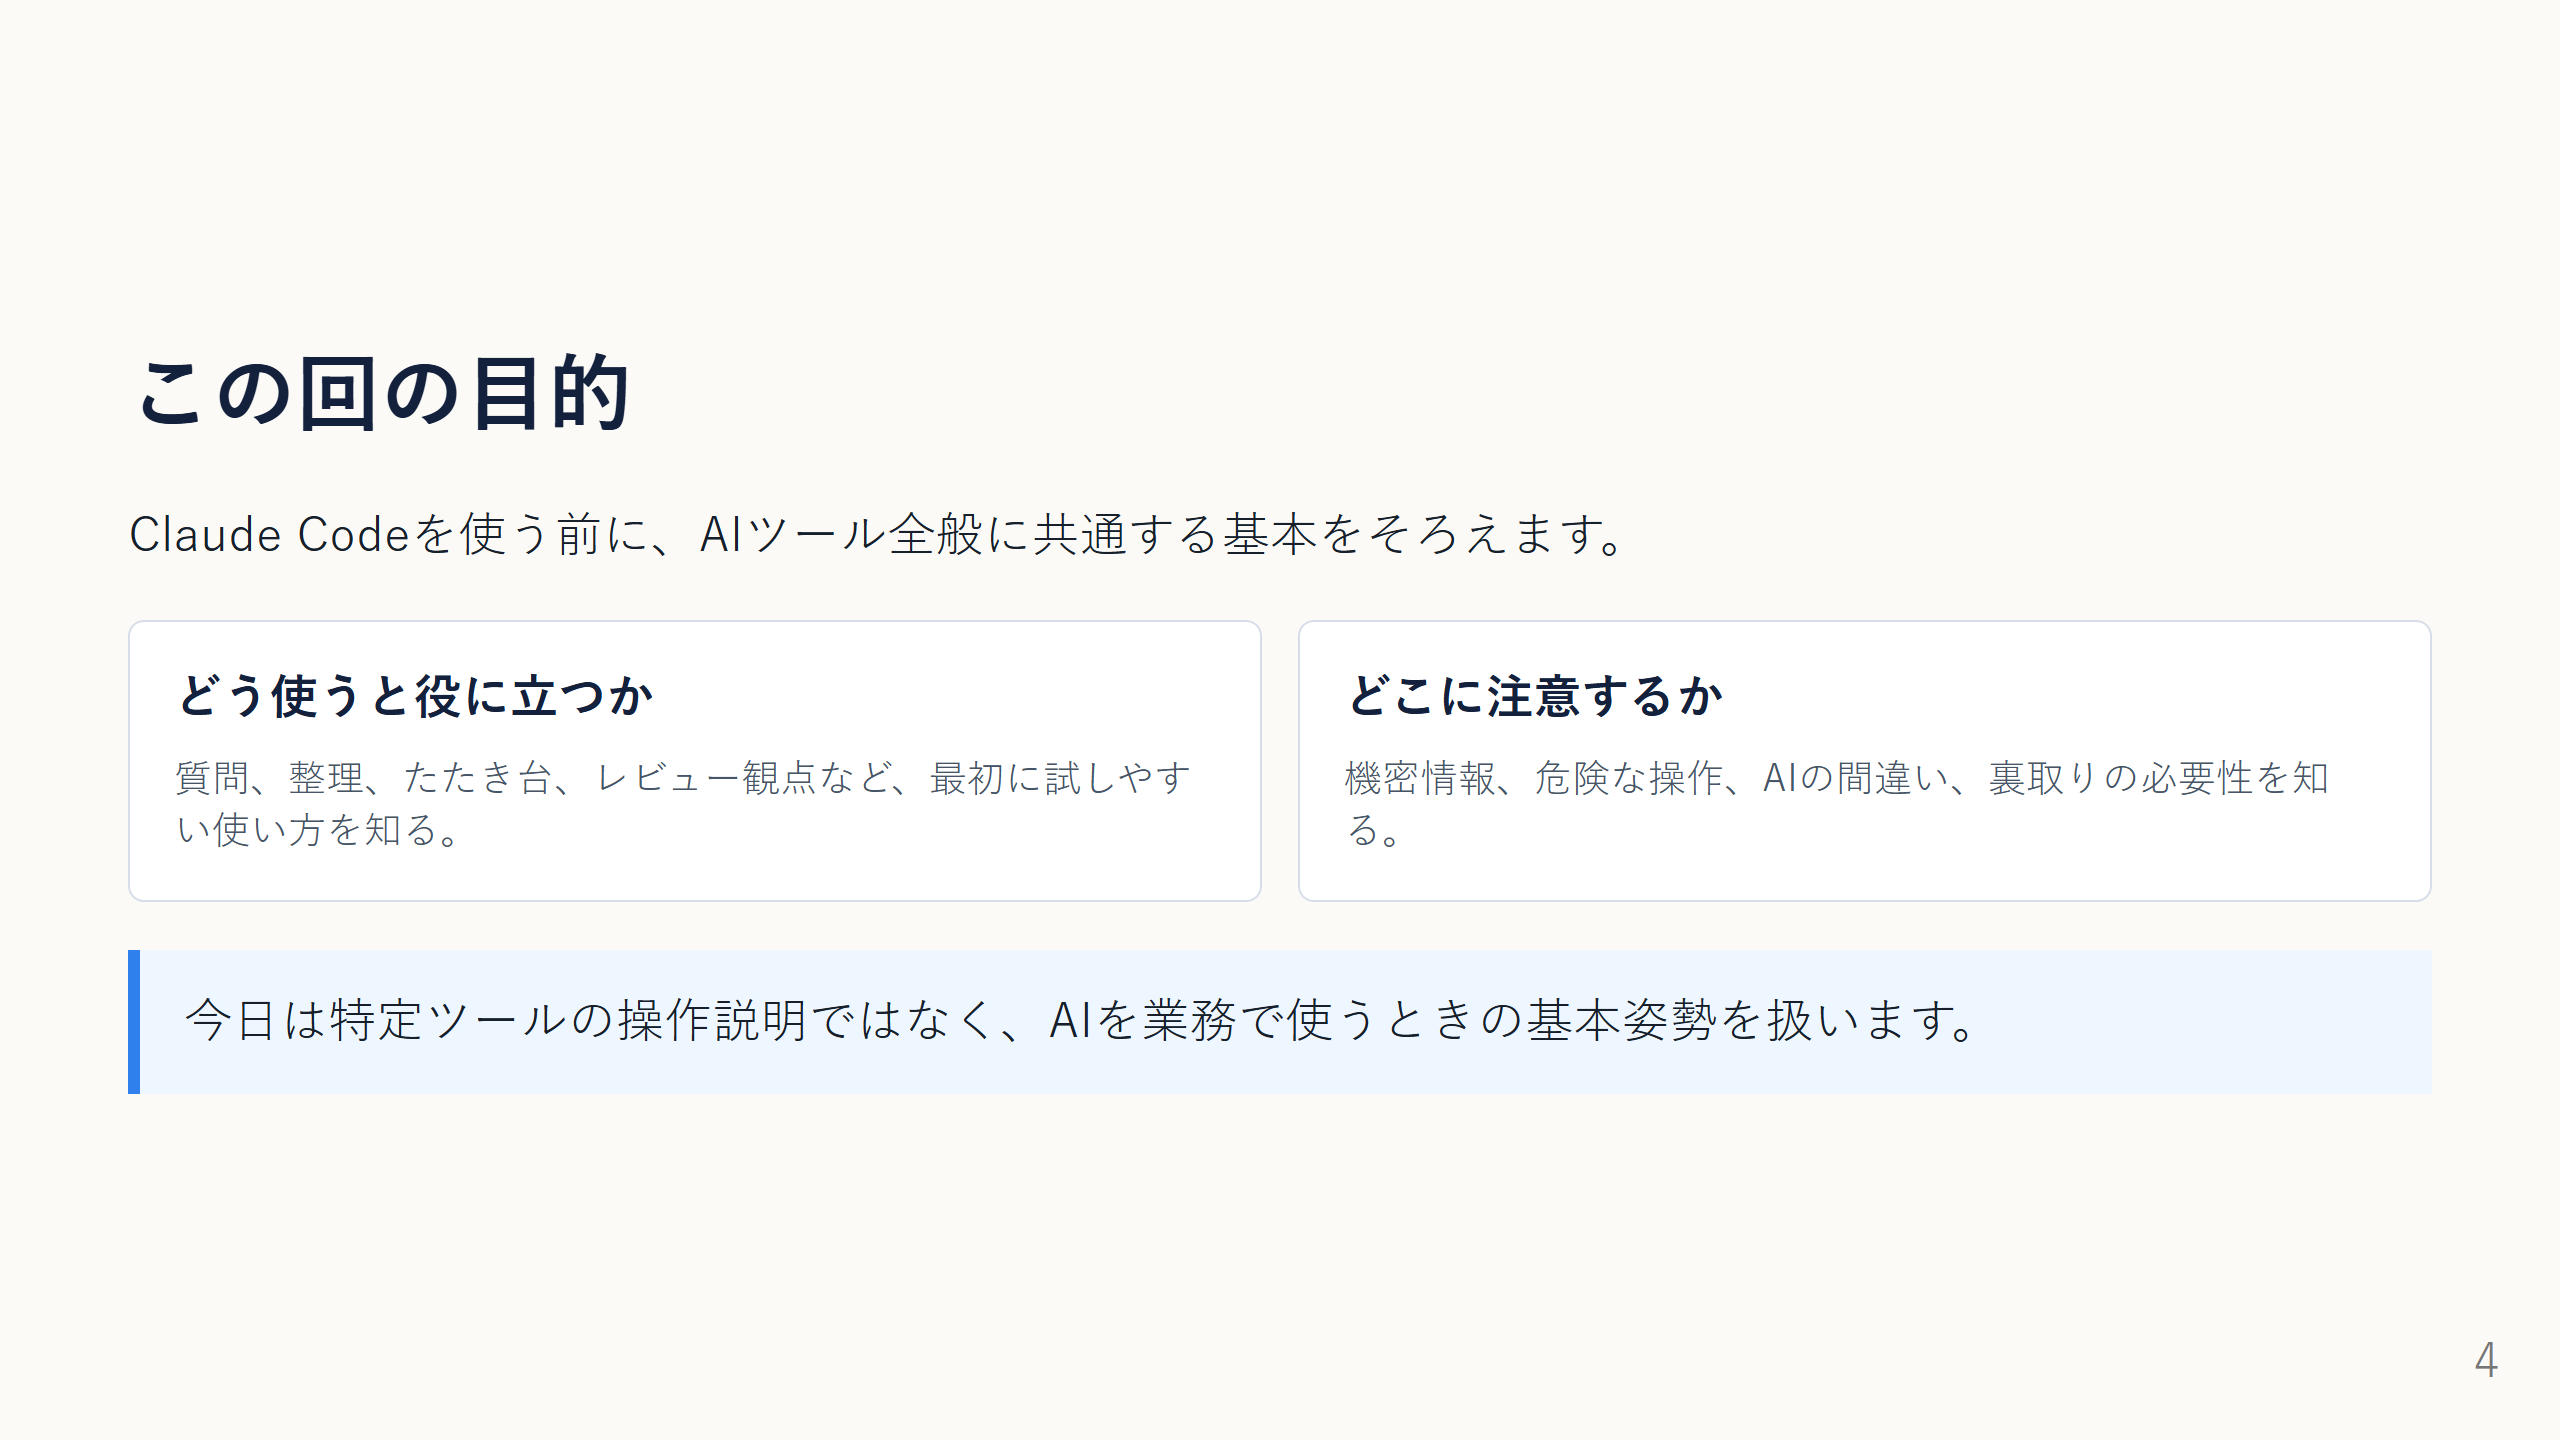 この回の目的
Claude Codeを使う前に、AIツール全般に共通する基本をそろえます。
どう使うと役に立つか
質問、整理、たたき台、レビュー観点など、最初に試しやす
い使い方を知る。
どこに注意するか
機密情報、危険な操作、AIの間違い、裏取りの必要性を知
る。
今日は特定ツールの操作説明ではなく、AIを業務で使うときの基本姿勢を扱います。
4